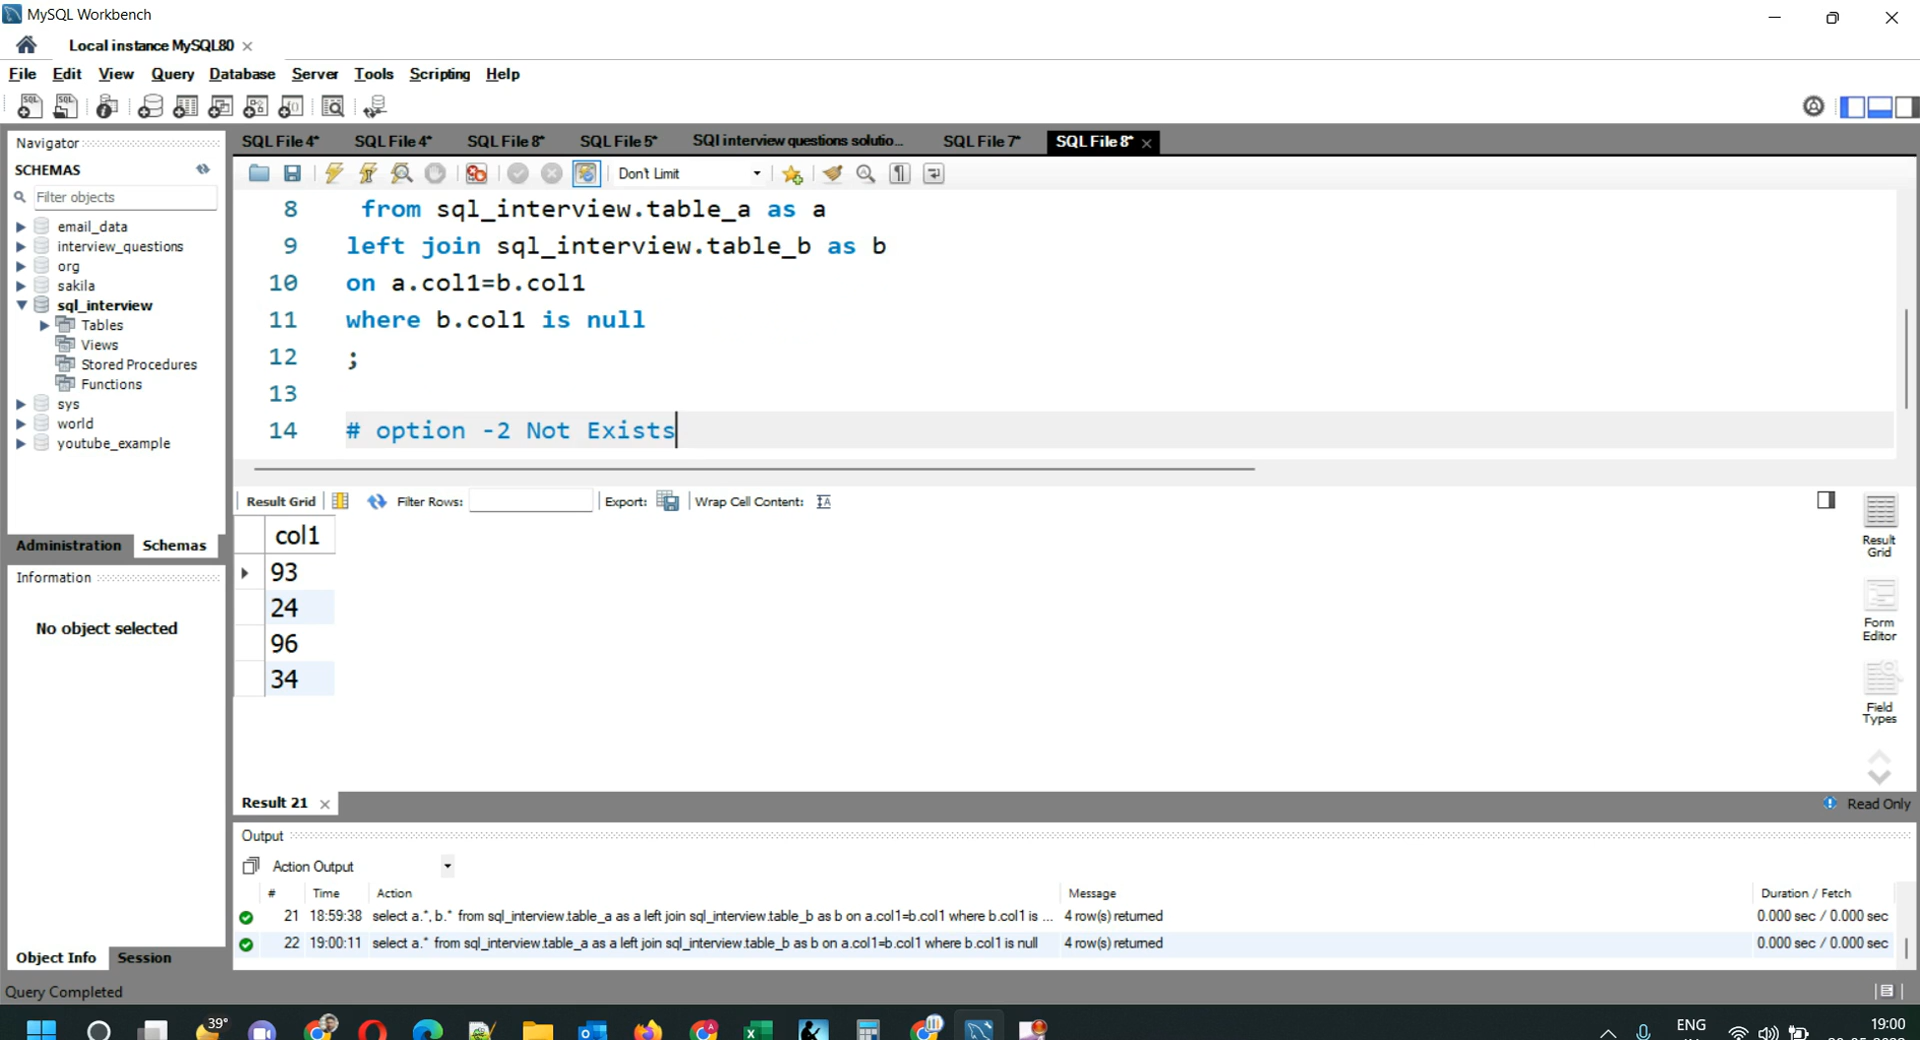 MySQL Workbench
Local instance MySQL80
File Edit View Query Database Server Tools Scripting Help
Navigator
SQL File 4* SQL File 4* SQL File 8* SQL File 5* SQl interview questions solutio... SQL File 7* SQL File 8*
SCHEMAS
Don't Limit
Filter objects
email_data
interview_questions
org
sakila
sql_interview
Tables
Views
Stored Procedures
Functions
sys
world
youtube_example
8 from sql_interview.table_a as a
9 left join sql_interview.table_b as b
10 on a.col1=b.col1
11 where b.col1 is null
12 ;
13
14 # option -2 Not Exists
Result Grid Filter Rows: Export: Wrap Cell Content:
col1
93
24
96
34
Result Grid
Form Editor
Field Types
Administration Schemas
Information
No object selected
Result 21
Read Only
Output
Action Output
# Time Action Message Duration / Fetch
21 18:59:38 select a.*, b.* from sql_interview.table_a as a left join sql_interview.table_b as b on a.col1=b.col1 where b.col1 is ... 4 row(s) returned 0.000 sec / 0.000 sec
22 19:00:11 select a.* from sql_interview.table_a as a left join sql_interview.table_b as b on a.col1=b.col1 where b.col1 is null 4 row(s) returned 0.000 sec / 0.000 sec
Object Info Session
Query Completed
39°
ENG
19:00